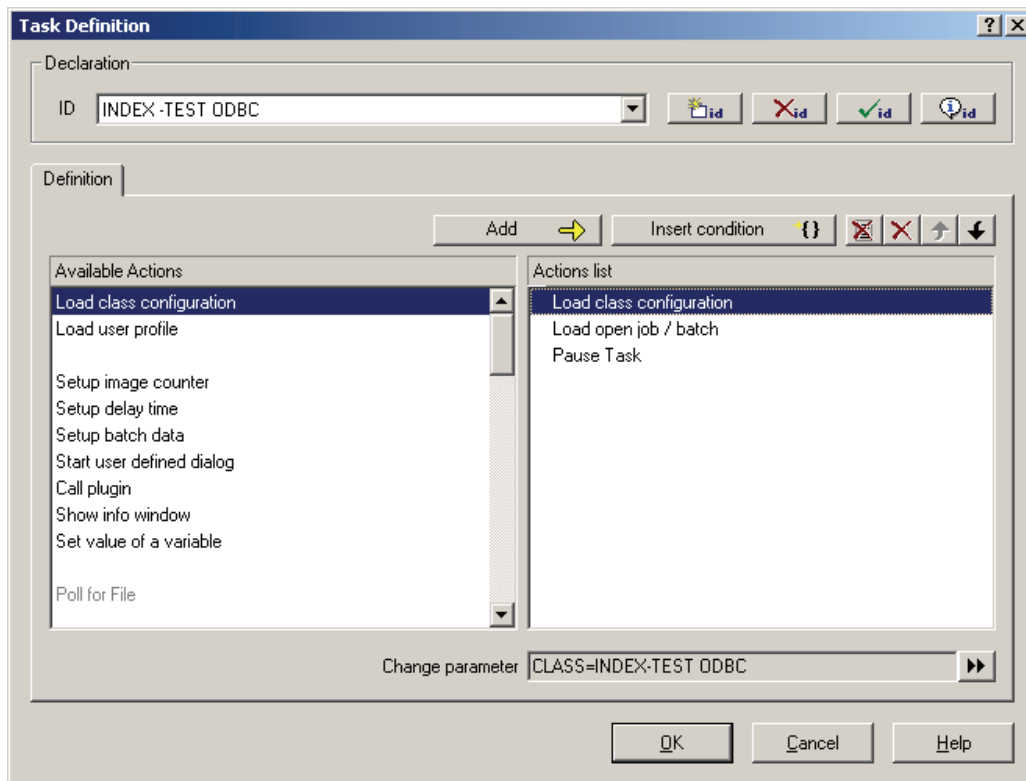 Task Definition
Declaration
ID INDEX -TEST ODBC id id id id
Definition
Add Insert condition {}
Available Actions
Load class configuration
Load user profile
Setup image counter
Setup delay time
Setup batch data
Start user defined dialog
Call plugin
Show info window
Set value of a variable
Poll for File
Actions list
Load class configuration
Load open job / batch
Pause Task
Change parameter CLASS=INDEX-TEST ODBC
OK Cancel Help